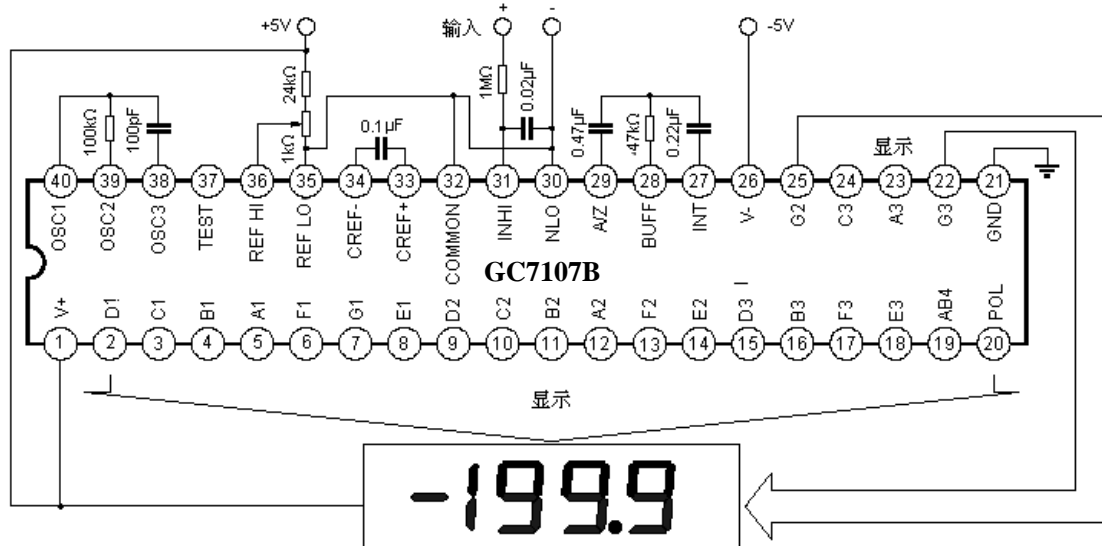 +5V
输入
+
-
-5V
24kΩ
1kΩ
1MΩ
0.02μF
100kΩ
100pF
0.1μF
0.47μF
47kΩ
0.22μF
显示
40 39 38 37 36 35 34 33 32 31 30 29 28 27 26 25 24 23 22 21
OSC1
OSC2
OSC3
TEST
REF HI
REF LO
CREF-
CREF+
COMMON
INHI
NLO
A/Z
BUFF
INT
V-
G2
C3
A3
G3
GND
GC7107B
V+
D1
C1
B1
A1
F1
G1
E1
D2
C2
B2
A2
F2
E2
D3
B3
F3
E3
AB4
POL
1 2 3 4 5 6 7 8 9 10 11 12 13 14 15 16 17 18 19 20
显示
-199.9